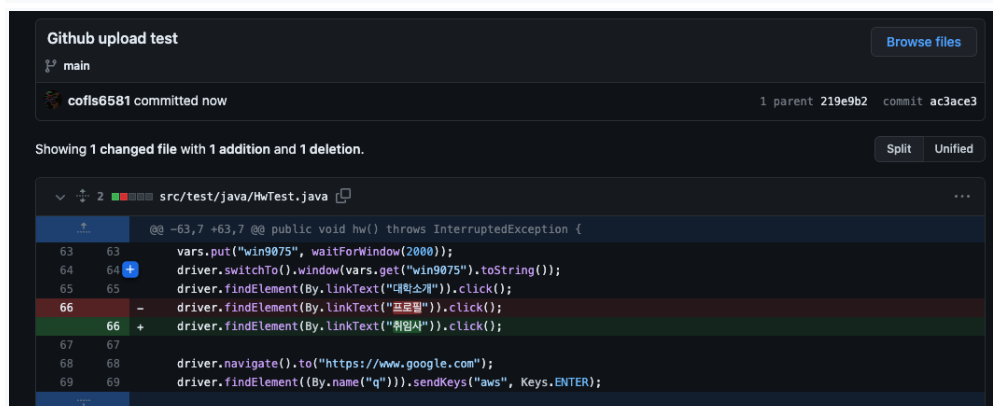 Github upload test
Browse files
main
cofls6581 committed now
1 parent 219e9b2 commit ac3ace3
Showing 1 changed file with 1 addition and 1 deletion.
Split Unified
2 src/test/java/HwTest.java
@@ -63,7 +63,7 @@ public void hw() throws InterruptedException {
63 63 vars.put("win9075", waitForWindow(2000));
64 64 + driver.switchTo().window(vars.get("win9075").toString());
65 65 driver.findElement(By.linkText("대학소개")).click();
66 - driver.findElement(By.linkText("프로필")).click();
66 + driver.findElement(By.linkText("취임사")).click();
67 67
68 68 driver.navigate().to("https://www.google.com");
69 69 driver.findElement((By.name("q"))).sendKeys("aws", Keys.ENTER);